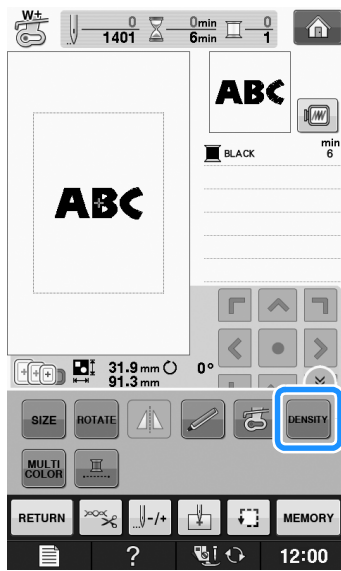 W+
0 0min 0
1401 6min 1
ABC
min
BLACK 6
ABC
31.9 mm 0°
91.3 mm
SIZE ROTATE DENSITY
MULTI
COLOR
RETURN -/+ MEMORY
? 12:00